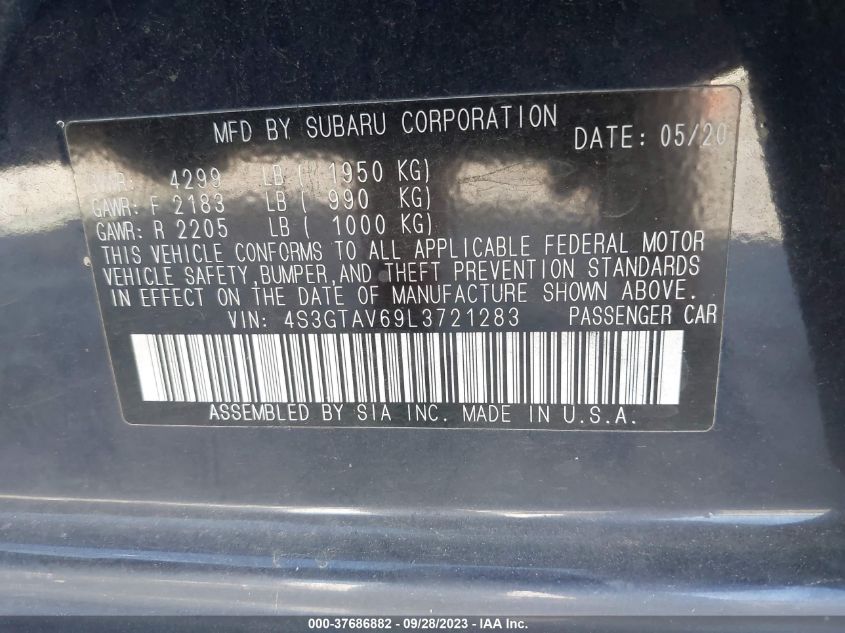 MFD BY SUBARU CORPORATION DATE: 05/20
4299 LB ( 1950 KG)
GAWR: F 2183 LB ( 990 KG)
GAWR: R 2205 LB ( 1000 KG)
THIS VEHICLE CONFORMS TO ALL APPLICABLE FEDERAL MOTOR
VEHICLE SAFETY,BUMPER,AND THEFT PREVENTION STANDARDS
IN EFFECT ON THE DATE OF MANUFACTURE SHOWN ABOVE.
VIN: 4S3GTAV69L3721283 PASSENGER CAR
ASSEMBLED BY SIA INC. MADE IN U.S.A.
000-37686882 - 09/28/2023 - IAA Inc.